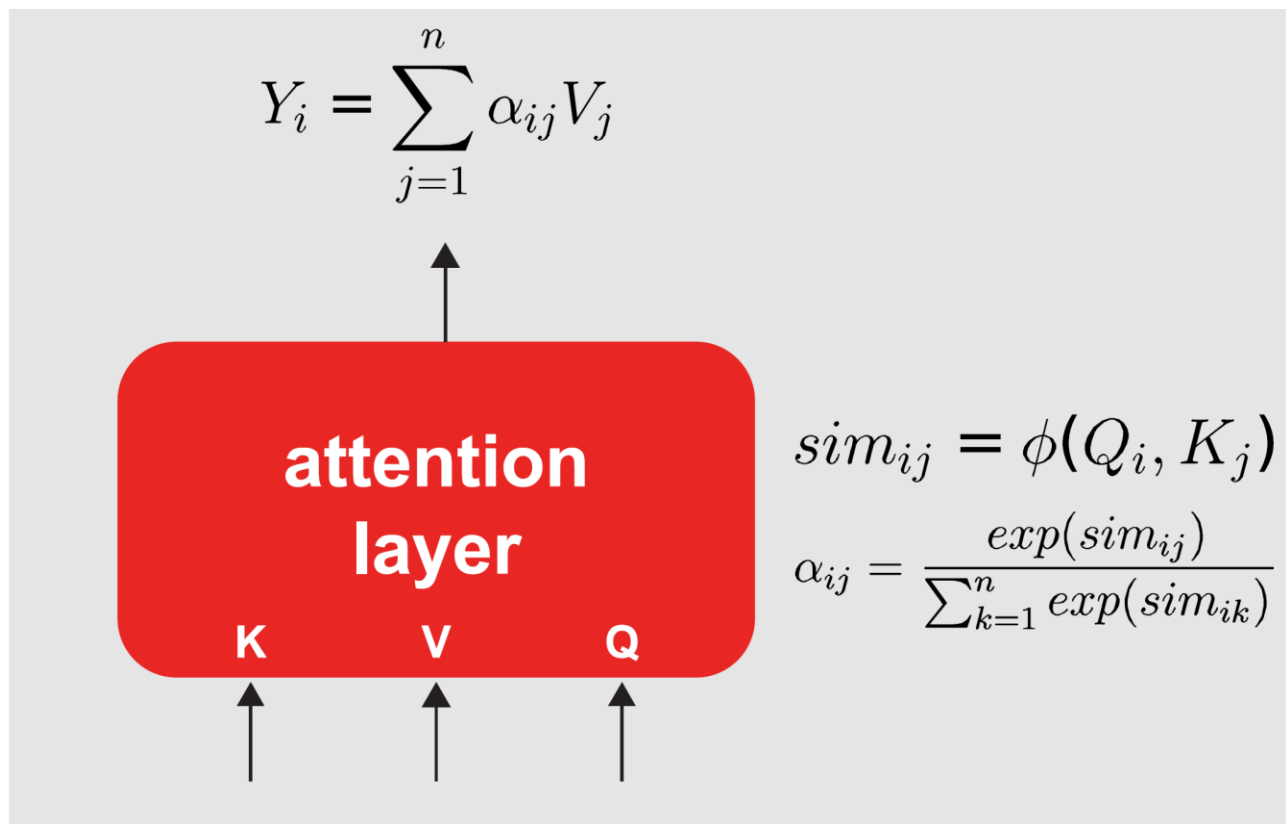 $Y_i = \sum_{j=1}^{n} \alpha_{ij} V_j$
attention
layer
$sim_{ij} = \phi(Q_i, K_j)$
$\alpha_{ij} = \frac{exp(sim_{ij})}{\sum_{k=1}^{n} exp(sim_{ik})}$
K V Q